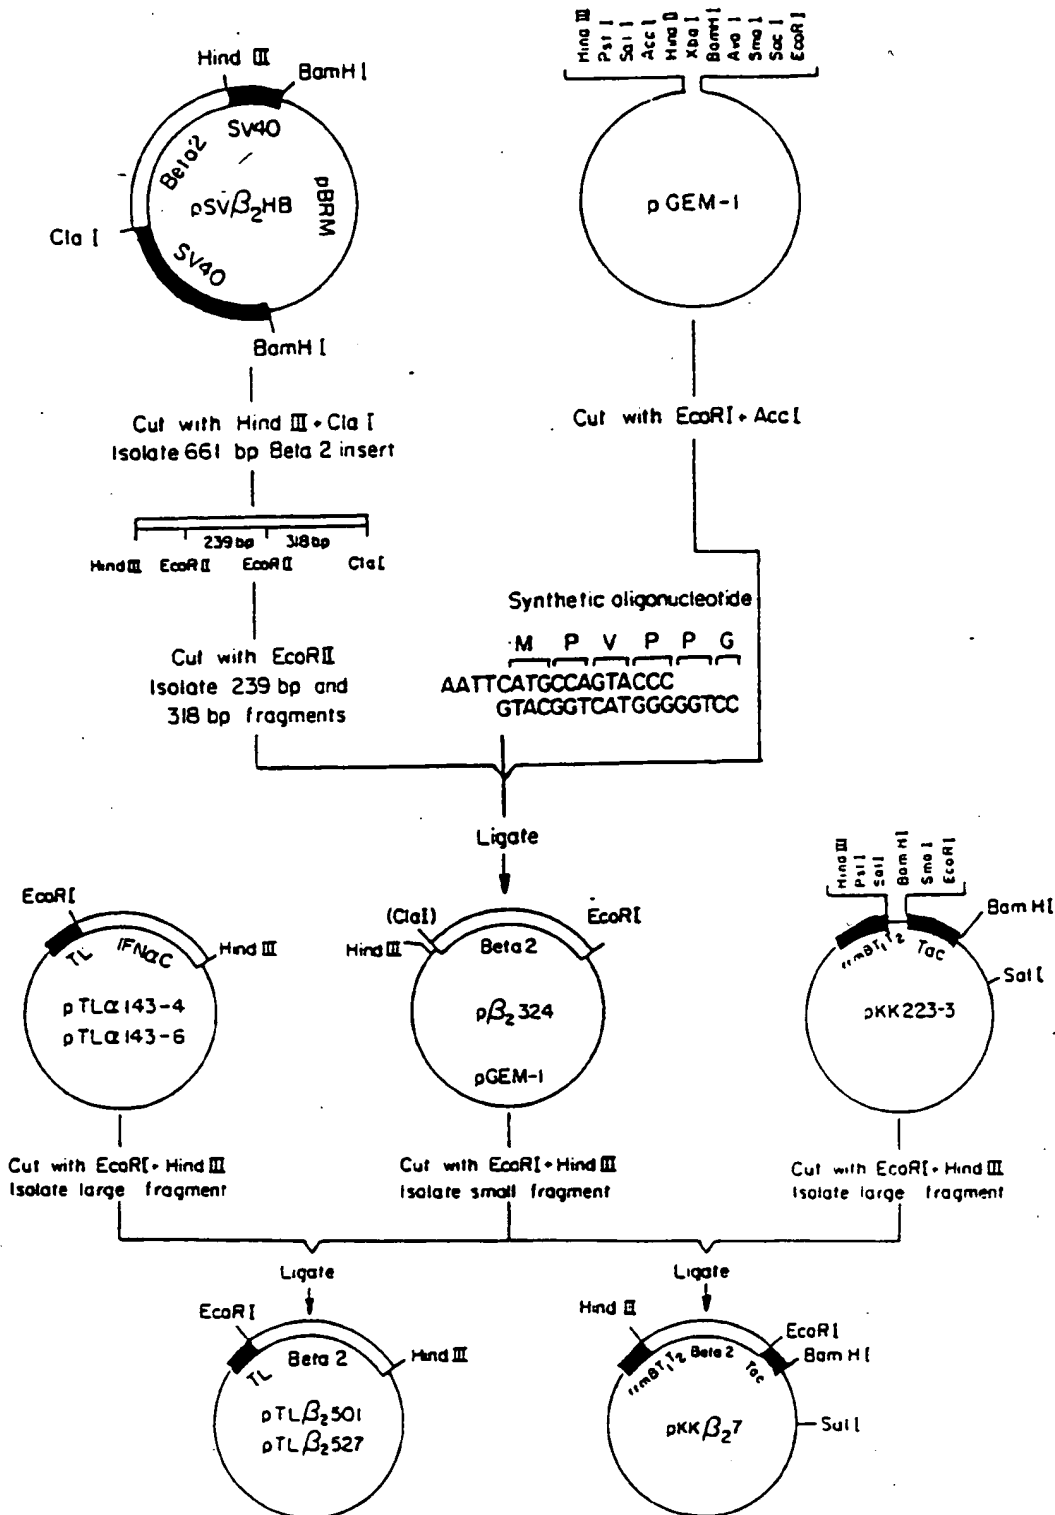 Hind III
BamH I
SV40
Beta 2
pSVβ₂HB
pBRM
Cla I
SV40
BamH I
Hind III
Pst I
Sal I
Acc I
Hind II
Xba I
BamH I
Ava I
Sma I
Sac I
EcoR I
pGEM-1
Cut with Hind III + Cla I
Isolate 661 bp Beta 2 insert
Cut with EcoR I + Acc I
239 bp
318 bp
Hind III
EcoR II
EcoR II
Cla I
Cut with EcoR II
Isolate 239 bp and
318 bp fragments
Synthetic oligonucleotide
M P V P P G
AATTCATGCCAGTACCC
GTACGGTCATGGGGGTCC
Ligate
EcoR I
TL
IFNαC
Hind III
pTLα143-4
pTLα143-6
(Cla I)
Hind III
Beta 2
EcoR I
pβ₂324
pGEM-1
Hind III
Pst I
Sal I
BamH I
Sma I
EcoR I
BamH I
rrmBT₁T₂
Tac
Sal I
pKK223-3
Cut with EcoR I + Hind III
Isolate large fragment
Cut with EcoR I + Hind III
Isolate small fragment
Cut with EcoR I + Hind III
Isolate large fragment
Ligate
Ligate
EcoR I
TL
Beta 2
Hind III
pTLβ₂501
pTLβ₂527
Hind II
EcoR I
BamH I
rrmBT₁T₂
Beta 2
Tac
Sal I
pKKβ₂7